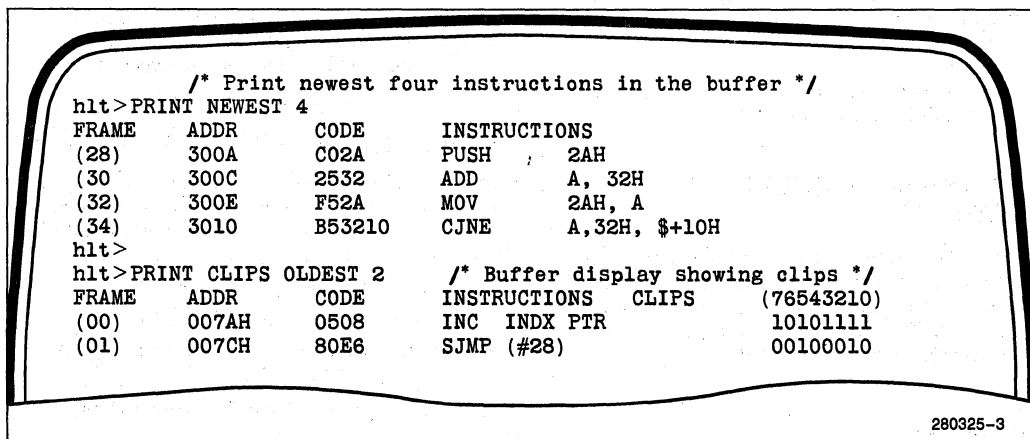 /* Print newest four instructions in the buffer */
hlt>PRINT NEWEST 4
FRAME ADDR CODE INSTRUCTIONS
(28) 300A C02A PUSH 2AH
(30 300C 2532 ADD A, 32H
(32) 300E F52A MOV 2AH, A
(34) 3010 B53210 CJNE A,32H, $+10H
hlt>
hlt>PRINT CLIPS OLDEST 2 /* Buffer display showing clips */
FRAME ADDR CODE INSTRUCTIONS CLIPS (76543210)
(00) 007AH 0508 INC INDX PTR 10101111
(01) 007CH 80E6 SJMP (#28) 00100010
280325-3